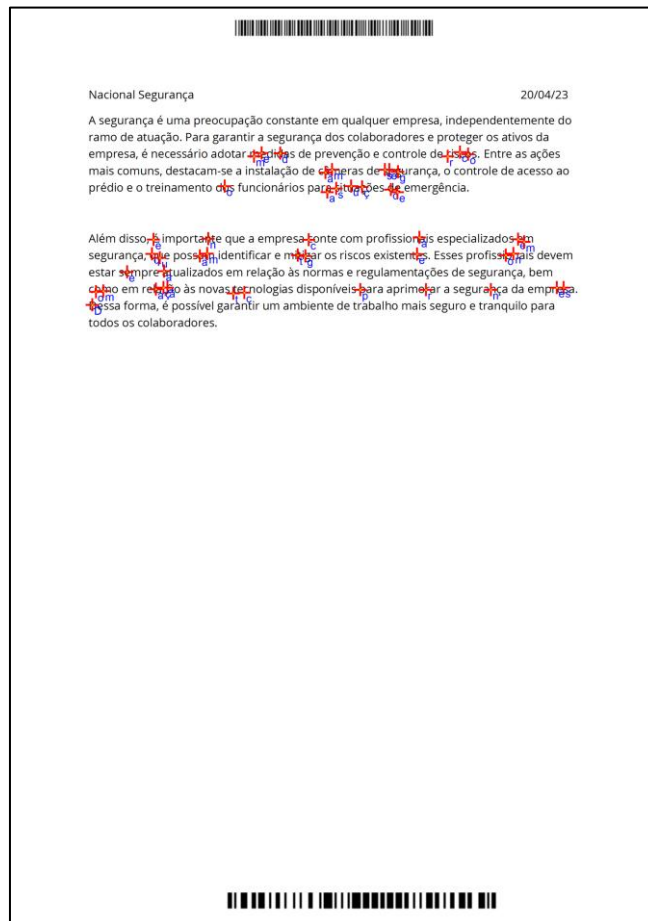 Nacional Segurança 20/04/23
A segurança é uma preocupação constante em qualquer empresa, independentemente do
ramo de atuação. Para garantir a segurança dos colaboradores e proteger os ativos da
empresa, é necessário adotar medidas de prevenção e controle de riscos. Entre as ações
mais comuns, destacam-se a instalação de câmeras de segurança, o controle de acesso ao
prédio e o treinamento dos funcionários para situações de emergência.
Além disso, é importante que a empresa conte com profissionais especializados em
segurança, que possam identificar e mitigar os riscos existentes. Esses profissionais devem
estar sempre atualizados em relação às normas e regulamentações de segurança, bem
como em relação às novas tecnologias disponíveis para aprimorar a segurança da empresa.
Dessa forma, é possível garantir um ambiente de trabalho mais seguro e tranquilo para
todos os colaboradores.